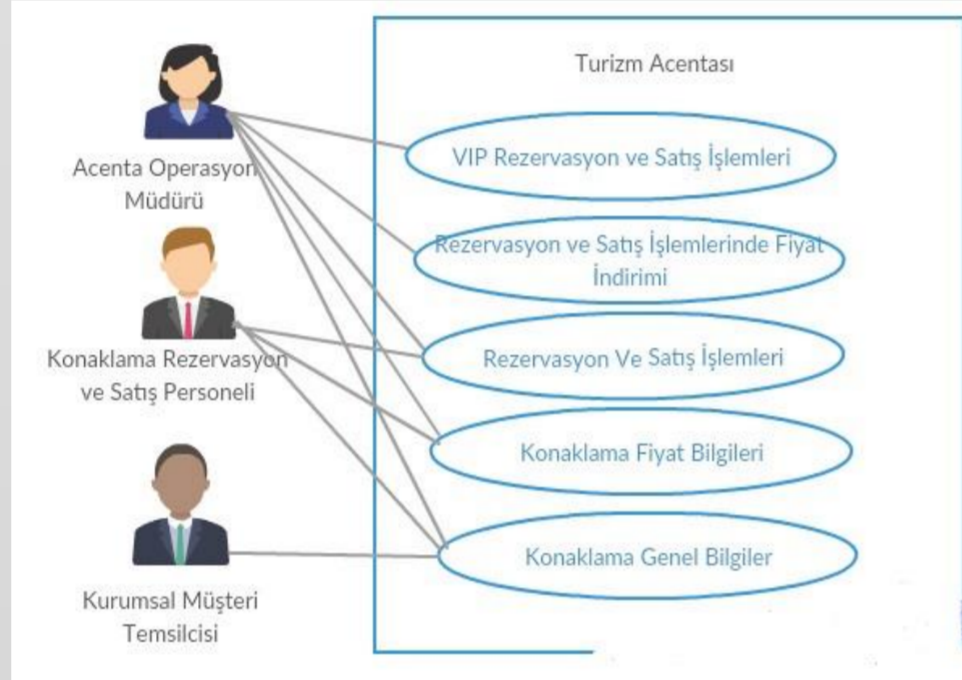 Turizm Acentası
Acenta Operasyon
Müdürü
Konaklama Rezervasyon
ve Satış Personeli
Kurumsal Müşteri
Temsilcisi
VIP Rezervasyon ve Satış İşlemleri
Rezervasyon ve Satış İşlemlerinde Fiyat
İndirimi
Rezervasyon Ve Satış İşlemleri
Konaklama Fiyat Bilgileri
Konaklama Genel Bilgiler